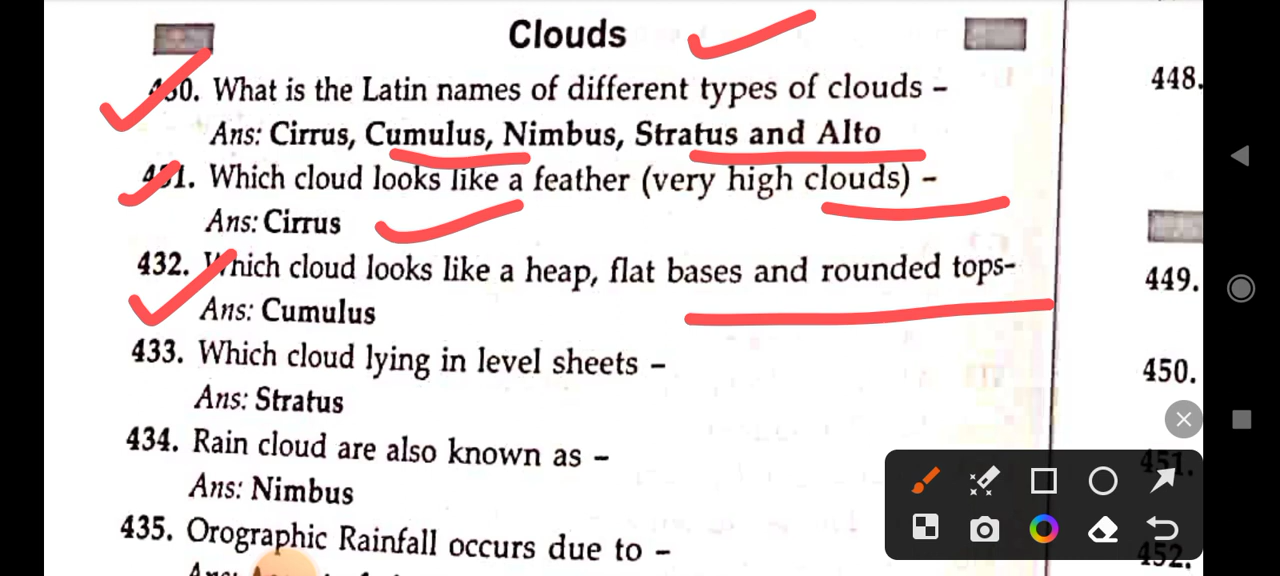 Clouds
430. What is the Latin names of different types of clouds –
Ans: Cirrus, Cumulus, Nimbus, Stratus and Alto
431. Which cloud looks like a feather (very high clouds) –
Ans: Cirrus
432. Which cloud looks like a heap, flat bases and rounded tops-
Ans: Cumulus
433. Which cloud lying in level sheets –
Ans: Stratus
434. Rain cloud are also known as –
Ans: Nimbus
435. Orographic Rainfall occurs due to –
Ans:
448.
449.
450.
451.
452.